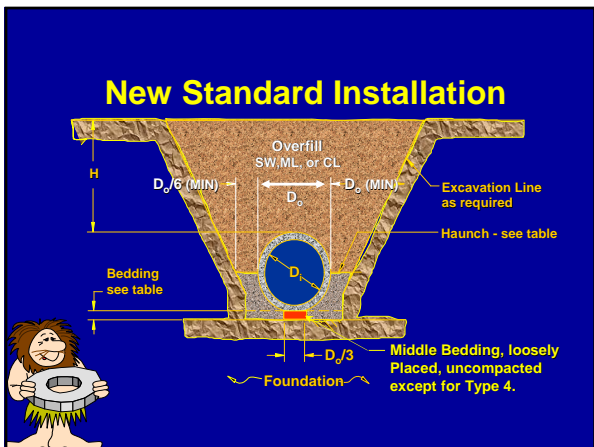 New Standard Installation
Overfill
SW,ML, or CL
H
Do/6 (MIN)
Do
Do (MIN)
Excavation Line
as required
Haunch - see table
Di
Bedding
see table
Do/3
Middle Bedding, loosely
Placed, uncompacted
except for Type 4.
Foundation